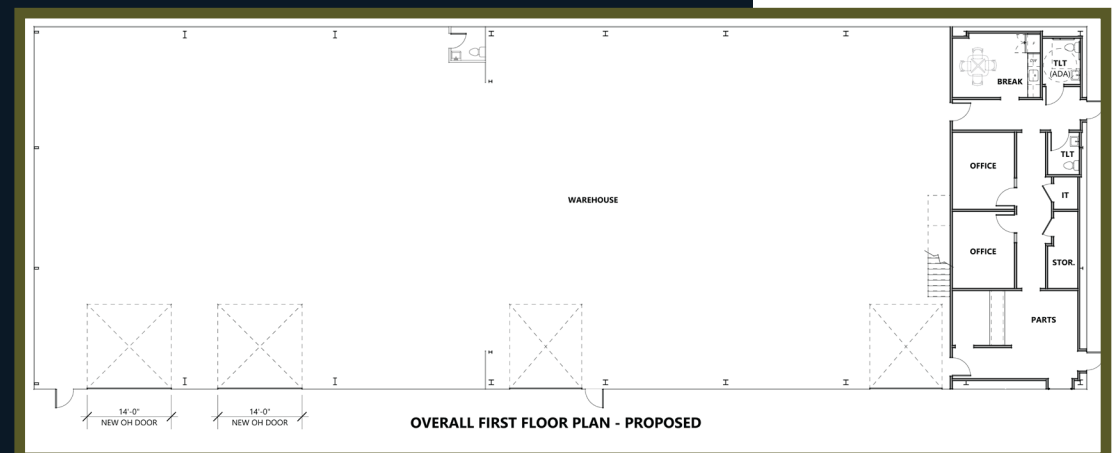 BREAK
TLT
(ADA)
TLT
OFFICE
IT
WAREHOUSE
OFFICE
STOR.
PARTS
14'-0"
NEW OH DOOR
14'-0"
NEW OH DOOR
OVERALL FIRST FLOOR PLAN - PROPOSED